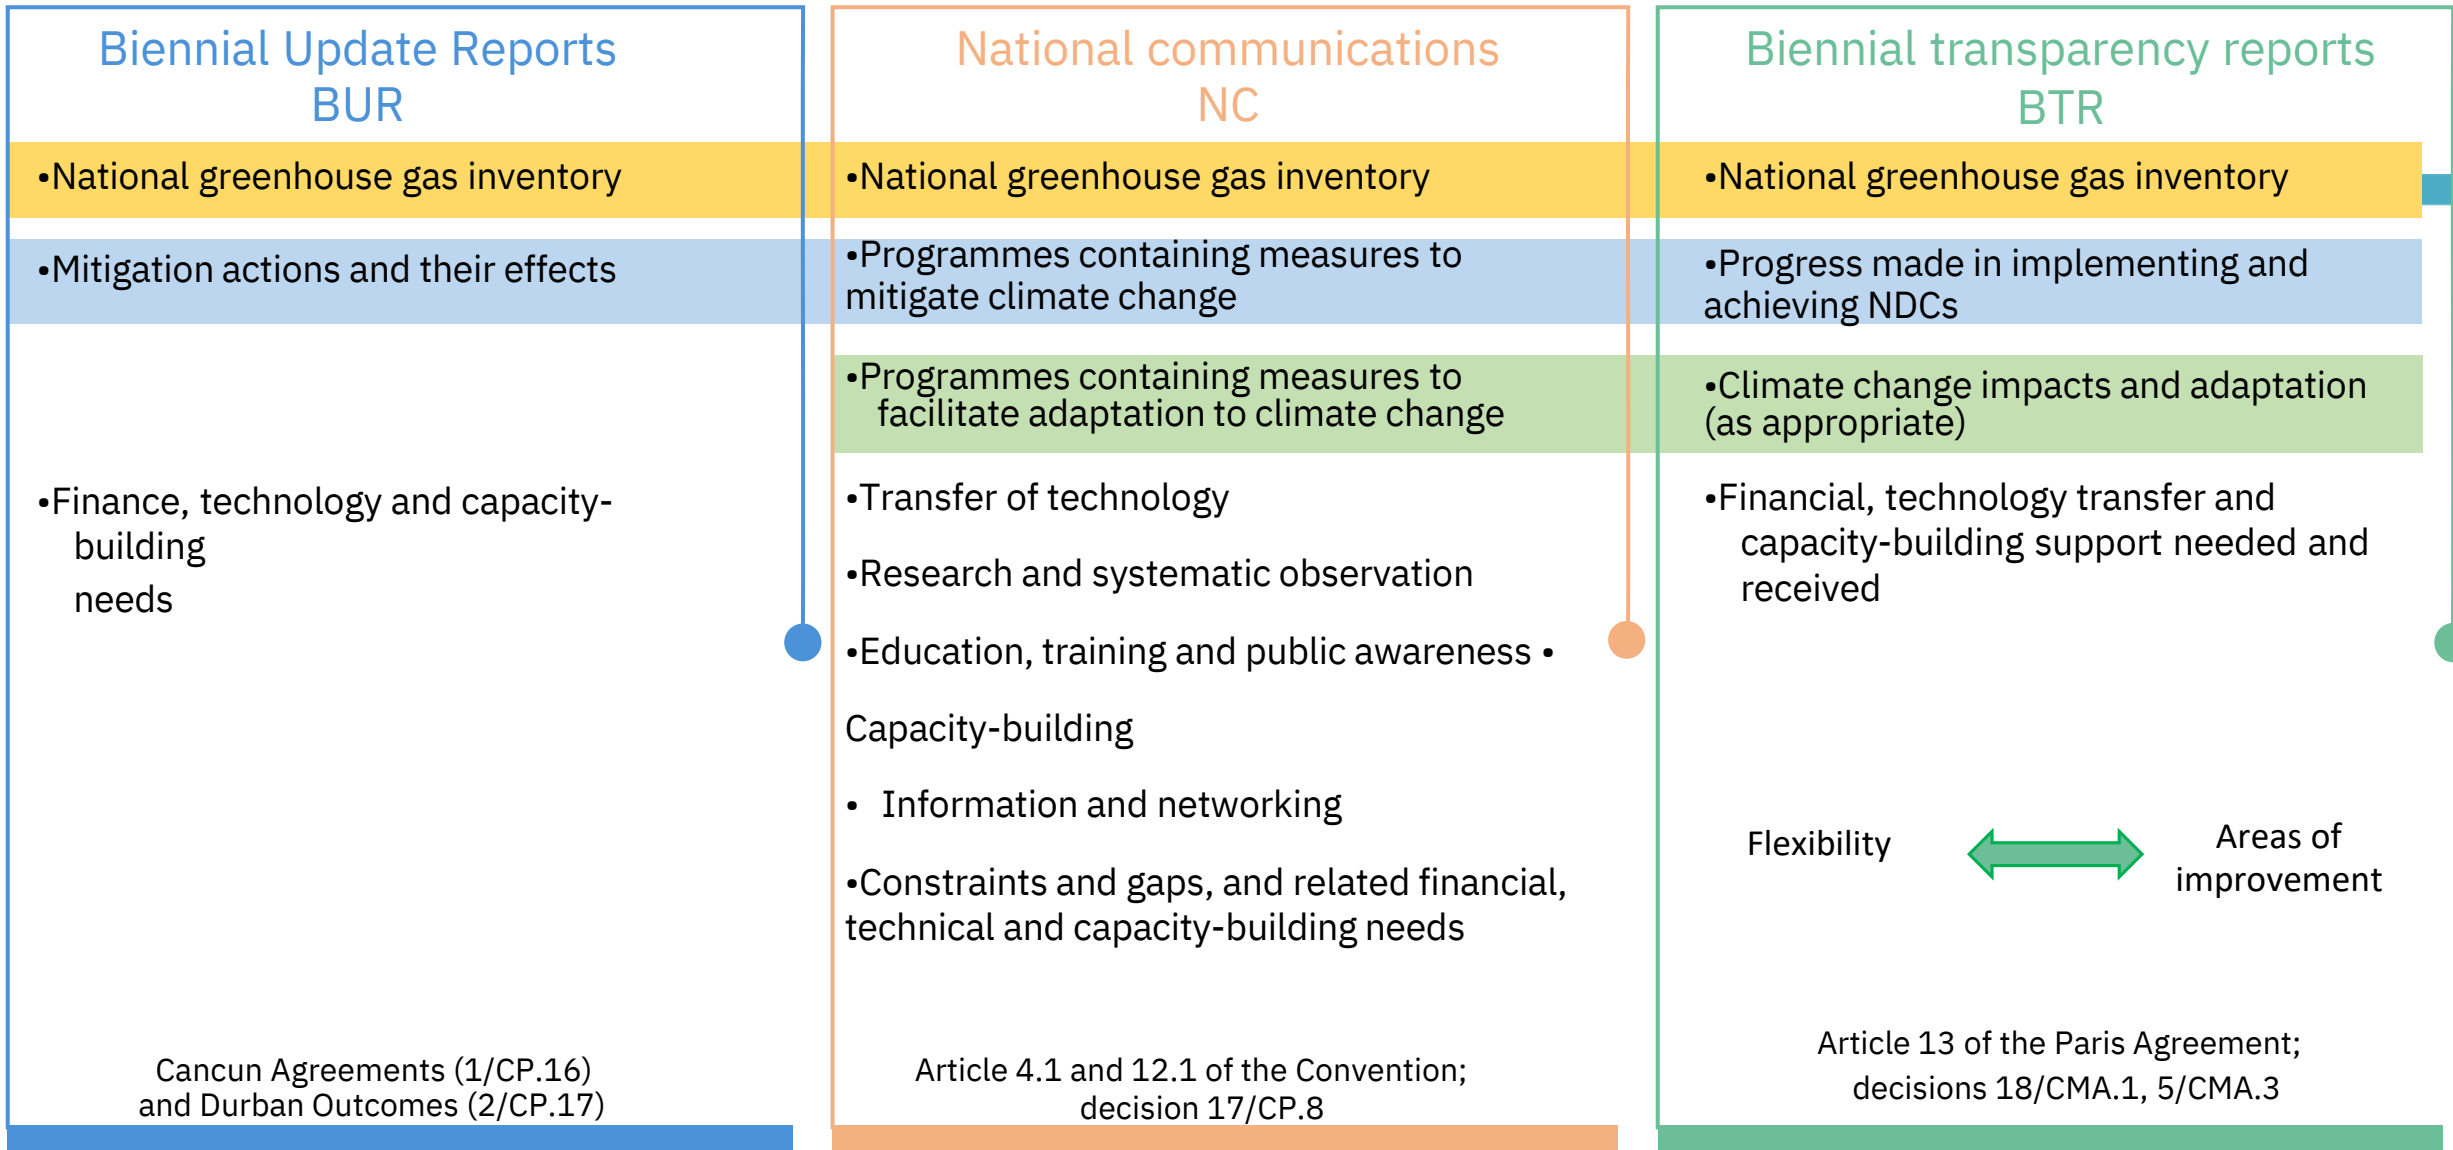 Biennial Update Reports
BUR
•National greenhouse gas inventory
•Mitigation actions and their effects
•Finance, technology and capacity-
building
needs
Cancun Agreements (1/CP.16)
and Durban Outcomes (2/CP.17)
National communications
NC
•National greenhouse gas inventory
•Programmes containing measures to
mitigate climate change
•Programmes containing measures to
facilitate adaptation to climate change
•Transfer of technology
•Research and systematic observation
•Education, training and public awareness •
Capacity-building
• Information and networking
•Constraints and gaps, and related financial,
technical and capacity-building needs
Article 4.1 and 12.1 of the Convention;
decision 17/CP.8
Biennial transparency reports
BTR
•National greenhouse gas inventory
•Progress made in implementing and
achieving NDCs
•Climate change impacts and adaptation
(as appropriate)
•Financial, technology transfer and
capacity-building support needed and
received
Flexibility
Areas of
improvement
Article 13 of the Paris Agreement;
decisions 18/CMA.1, 5/CMA.3